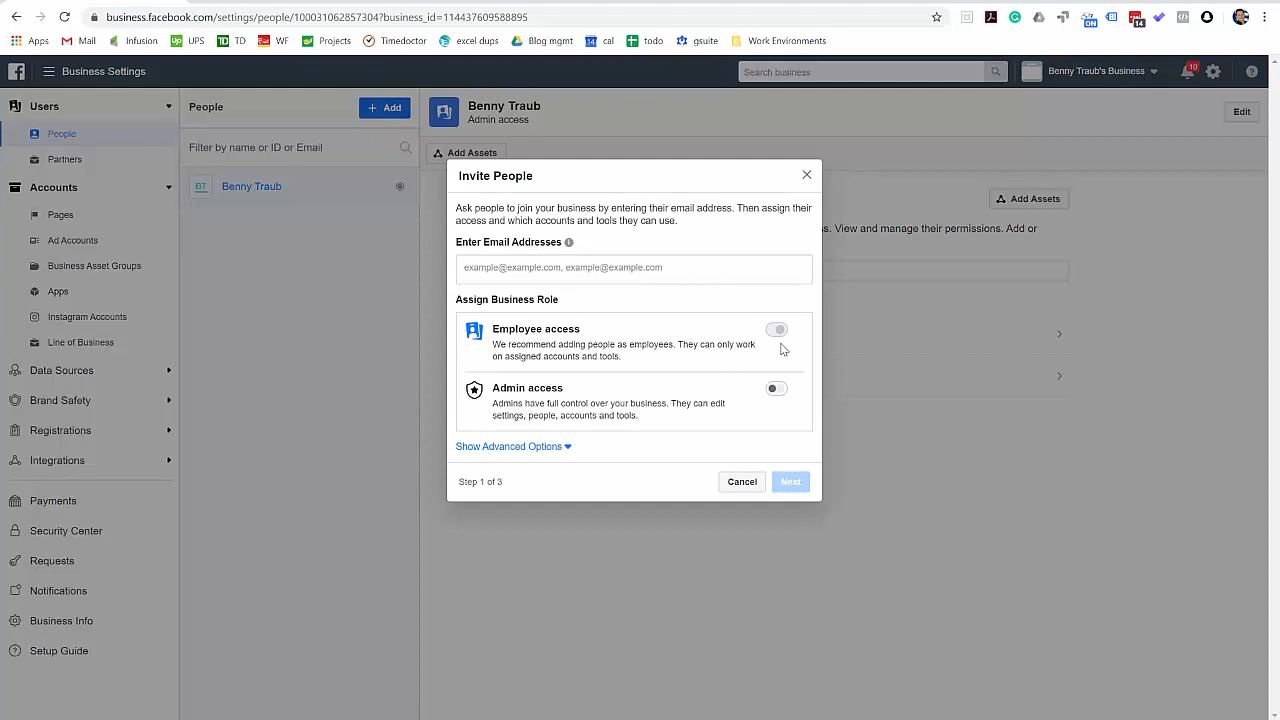 business.facebook.com/settings/people/100031062857304?business_id=114437609588895
ON
14
Apps
Mail
Infusion
Up UPS
TD TD
WF
Projects
Timedoctor
excel dups
Blog mgmt
14 cal
todo
gsuite
Work Environments
Business Settings
Search business
Benny Traub's Business
10
Users
People
+ Add
Benny Traub
Admin access
Edit
People
Filter by name or ID or Email
Add Assets
Partners
Accounts
BT Benny Traub
Invite People
Pages
Ask people to join your business by entering their email address. Then assign their
access and which accounts and tools they can use.
Add Assets
s. View and manage their permissions. Add or
Ad Accounts
Enter Email Addresses
Business Asset Groups
example@example.com, example@example.com
Apps
Assign Business Role
Instagram Accounts
Employee access
We recommend adding people as employees. They can only work
on assigned accounts and tools.
Line of Business
Data Sources
Admin access
Admins have full control over your business. They can edit
settings, people, accounts and tools.
Brand Safety
Registrations
Show Advanced Options
Integrations
Step 1 of 3
Cancel
Next
Payments
Security Center
Requests
Notifications
Business Info
Setup Guide